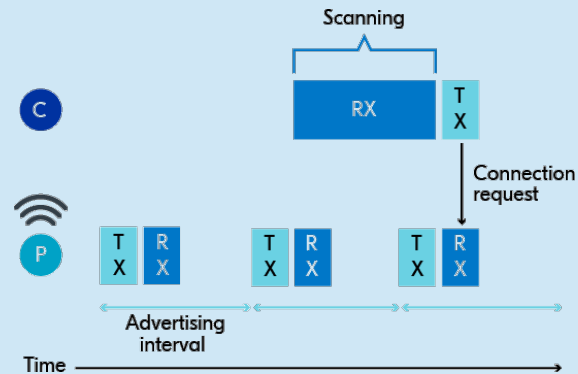 Scanning
C
RX
T
X
Connection
request
P
T
X
R
X
T
X
R
X
T
X
R
X
Advertising
interval
Time